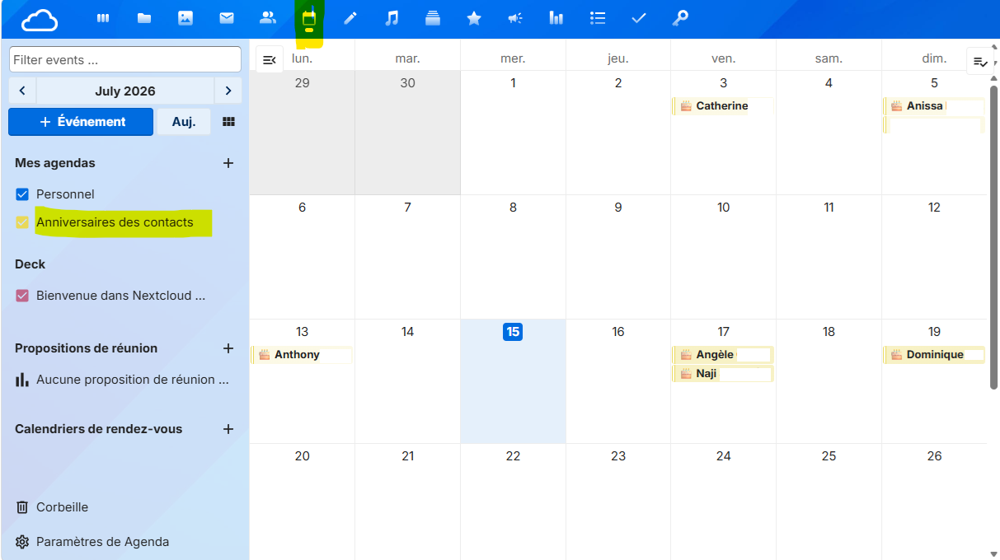 Filter events ...
July 2026
+ Événement
Auj.
Mes agendas
Personnel
Anniversaires des contacts
Deck
Bienvenue dans Nextcloud ...
Propositions de réunion
Aucune proposition de réunion ...
Calendriers de rendez-vous
Corbeille
Paramètres de Agenda
lun. mar. mer. jeu. ven. sam. dim.
29 30 1 2 3 4 5
Catherine Anissa
6 7 8 9 10 11 12
13 14 15 16 17 18 19
Anthony Angèle Dominique
Naji
20 21 22 23 24 25 26